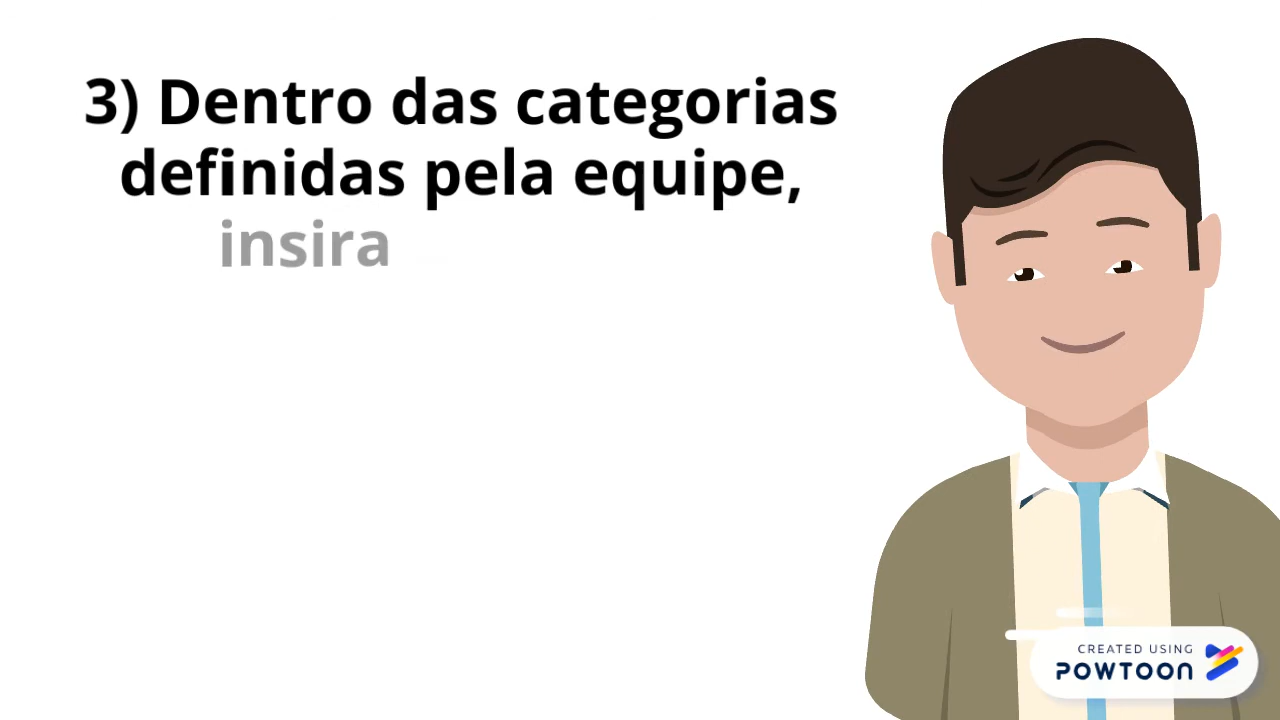 3) Dentro das categorias
definidas pela equipe,
insira
CREATED USING
POWTOON